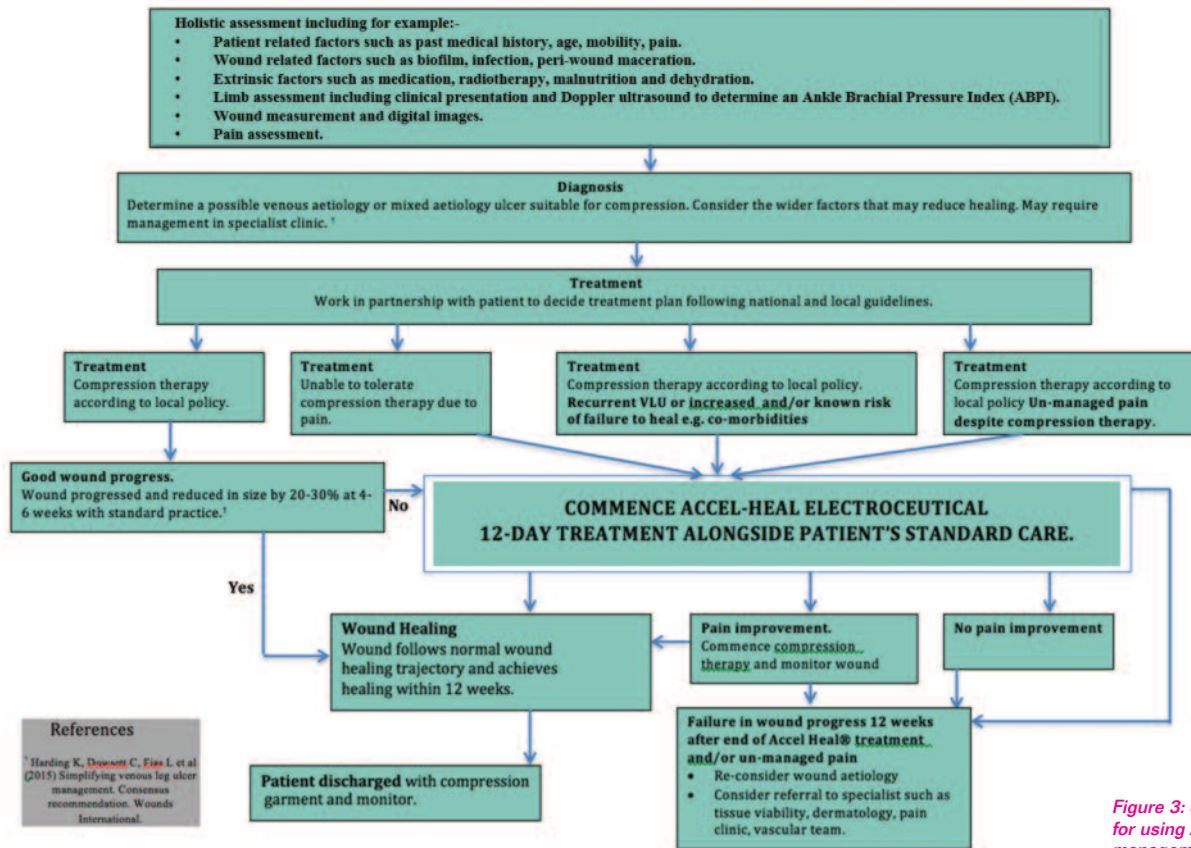 Holistic assessment including for example:-
• Patient related factors such as past medical history, age, mobility, pain.
• Wound related factors such as biofilm, infection, peri-wound maceration.
• Extrinsic factors such as medication, radiotherapy, malnutrition and dehydration.
• Limb assessment including clinical presentation and Doppler ultrasound to determine an Ankle Brachial Pressure Index (ABPI).
• Wound measurement and digital images.
• Pain assessment.
Diagnosis
Determine a possible venous aetiology or mixed aetiology ulcer suitable for compression. Consider the wider factors that may reduce healing. May require
management in specialist clinic. †
Treatment
Work in partnership with patient to decide treatment plan following national and local guidelines.
Treatment
Compression therapy
according to local policy.
Treatment
Unable to tolerate
compression therapy due to
pain.
Treatment
Compression therapy according to local policy.
Recurrent VLU or increased and/or known risk
of failure to heal e.g. co-morbidities
Treatment
Compression therapy according to
local policy Un-managed pain
despite compression therapy.
Good wound progress.
Wound progressed and reduced in size by 20-30% at 4-
6 weeks with standard practice.†
No
Yes
COMMENCE ACCEL-HEAL ELECTROCEUTICAL
12-DAY TREATMENT ALONGSIDE PATIENT'S STANDARD CARE.
Wound Healing
Wound follows normal wound
healing trajectory and achieves
healing within 12 weeks.
Pain improvement.
Commence compression
therapy and monitor wound
No pain improvement
Patient discharged with compression
garment and monitor.
Failure in wound progress 12 weeks
after end of Accel Heal® treatment
and/or un-managed pain
• Re-consider wound aetiology
• Consider referral to specialist such as
tissue viability, dermatology, pain
clinic, vascular team.
References
† Harding K, C, L et al
(2015) Simplifying venous leg ulcer
management. Consensus
recommendation. Wounds
International.
Figure 3:
for using
managem